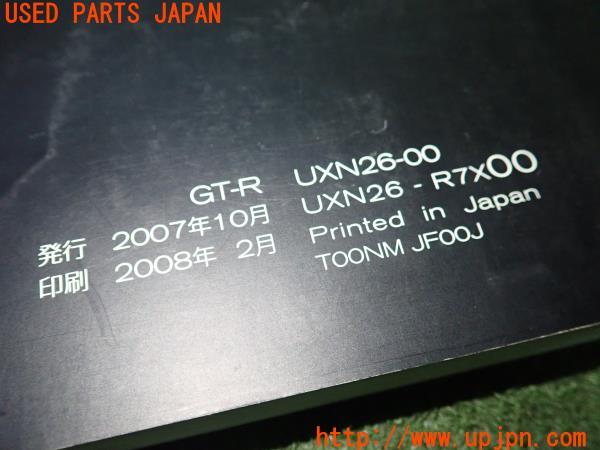 USED PARTS JAPAN
GT-R UXN26-00
発行 2007年10月 UXN26-R7X00
印刷 2008年 2月 Printed in Japan
T00NM JF00J
http://www.upjpn.com